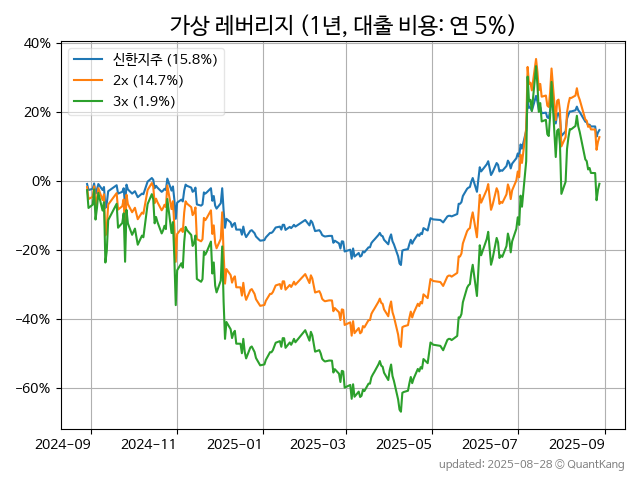 가상 레버리지 (1년, 대출 비용: 연 5%)
40%
20%
0%
−20%
−40%
−60%
신한지주 (15.8%)
2x (14.7%)
3x (1.9%)
2024-09
2024-11
2025-01
2025-03
2025-05
2025-07
2025-09
updated: 2025-08-28 © QuantKang